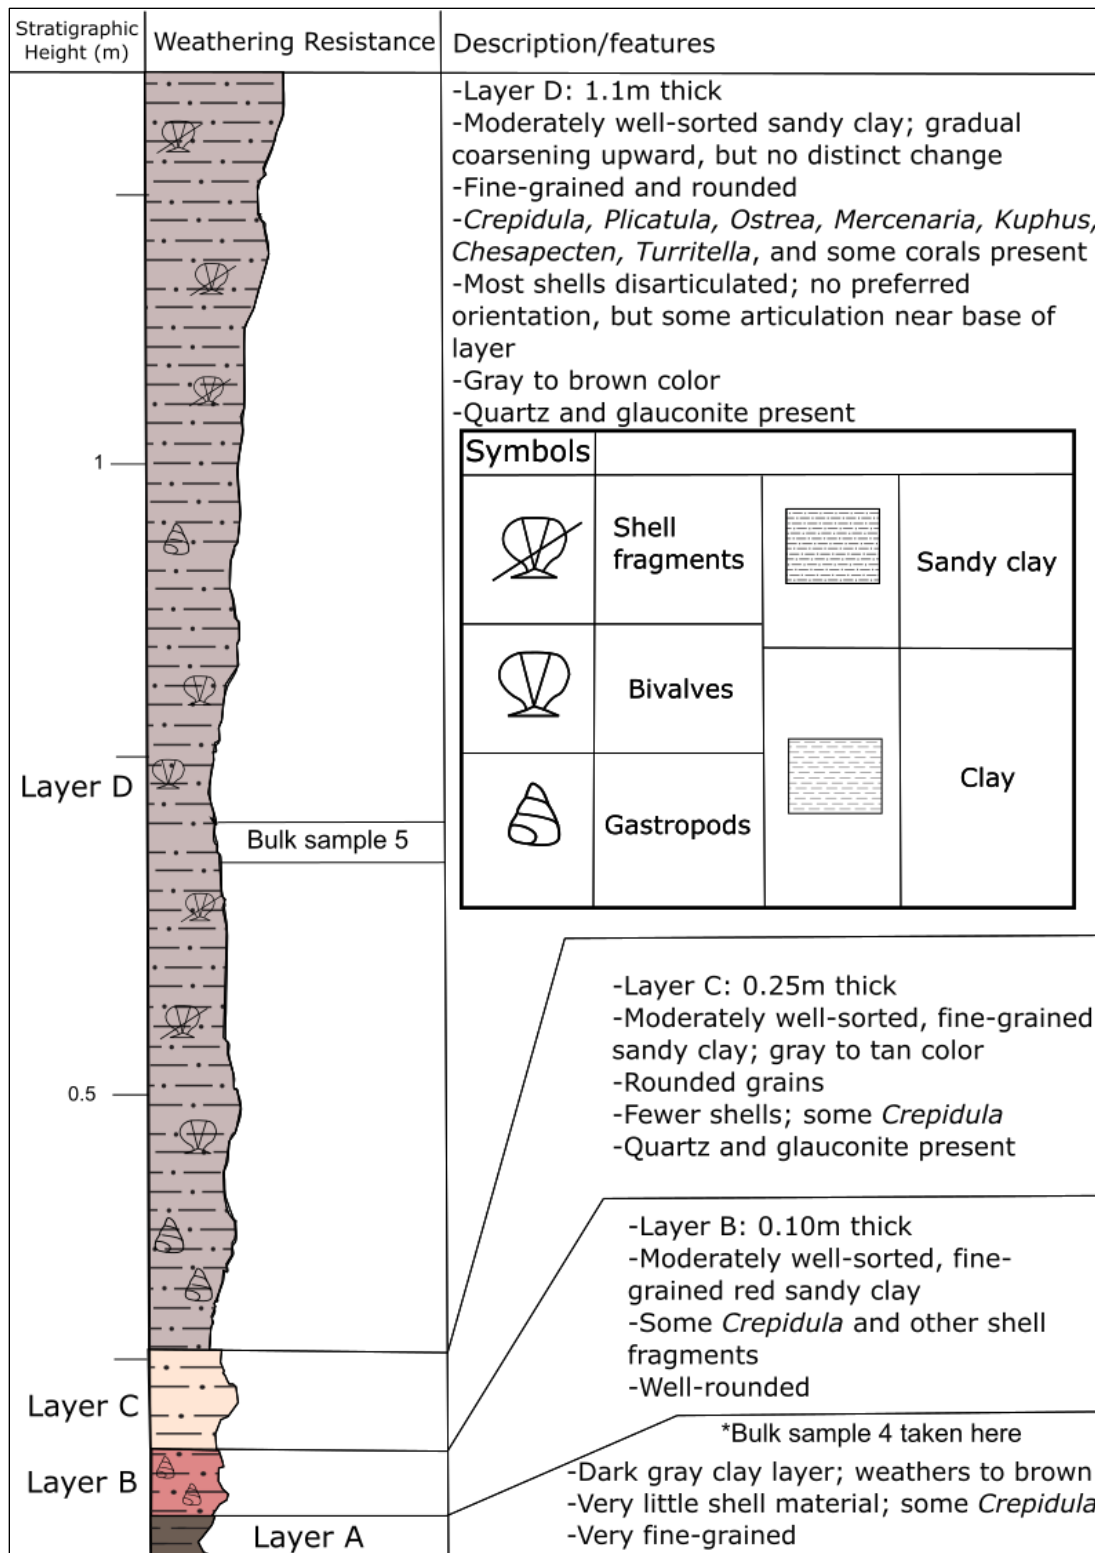 Stratigraphic
Height (m)
Weathering Resistance
Description/features
-Layer D: 1.1m thick
-Moderately well-sorted sandy clay; gradual
coarsening upward, but no distinct change
-Fine-grained and rounded
-Crepidula, Plicatula, Ostrea, Mercenaria, Kuphus,
Chesapecten, Turritella, and some corals present
-Most shells disarticulated; no preferred
orientation, but some articulation near base of
layer
-Gray to brown color
-Quartz and glauconite present
Symbols
Shell
fragments
Sandy clay
Bivalves
Clay
Gastropods
1
Layer D
Bulk sample 5
0.5
-Layer C: 0.25m thick
-Moderately well-sorted, fine-grained
sandy clay; gray to tan color
-Rounded grains
-Fewer shells; some Crepidula
-Quartz and glauconite present
-Layer B: 0.10m thick
-Moderately well-sorted, fine-
grained red sandy clay
-Some Crepidula and other shell
fragments
-Well-rounded
Layer C
*Bulk sample 4 taken here
Layer B
-Dark gray clay layer; weathers to brown
-Very little shell material; some Crepidula
-Very fine-grained
Layer A